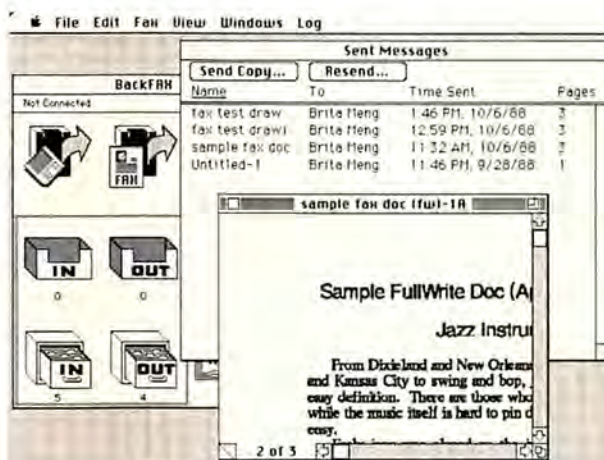 File Edit Fax View Windows Log
Sent Messages
Send Copy... Resend...
Name To Time Sent Pages
fax test draw Brita Meng 1:46 PM, 10/6/88 3
fax test draw1 Brita Meng 12:59 PM, 10/6/88 3
sample fax doc Brita Meng 11:32 AM, 10/6/88 3
Untitled-1 Brita Meng 11:46 PM, 9/28/88 1
BackFAX
Not Connected
FAX
IN OUT
0 0
IN OUT
5 4
sample fax doc (fw)-1A
Sample FullWrite Doc (A
Jazz Instru
From Dixieland and New Orleans
and Kansas City to swing and bop,
easy definition. There are those who
while the music itself is hard to pin d
easy.
2 of 3